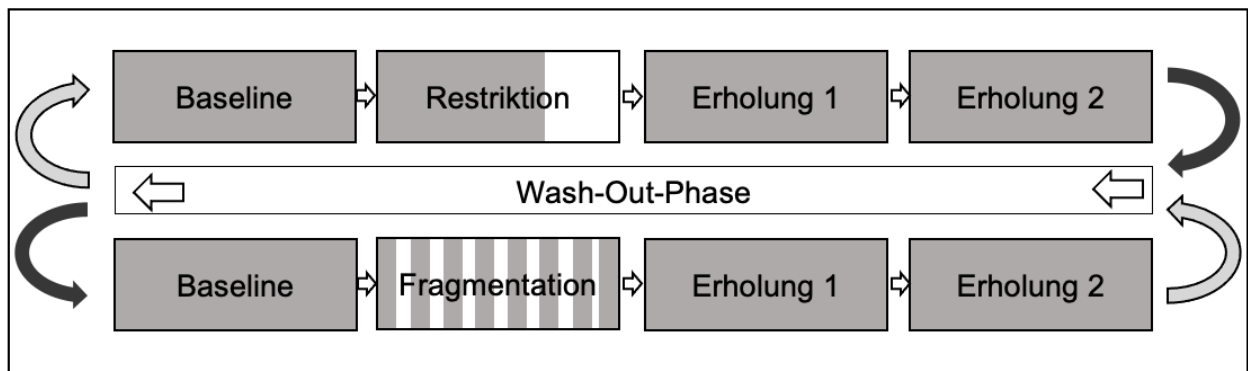 Baseline Restriktion Erholung 1 Erholung 2
Wash-Out-Phase
Baseline Fragmentation Erholung 1 Erholung 2